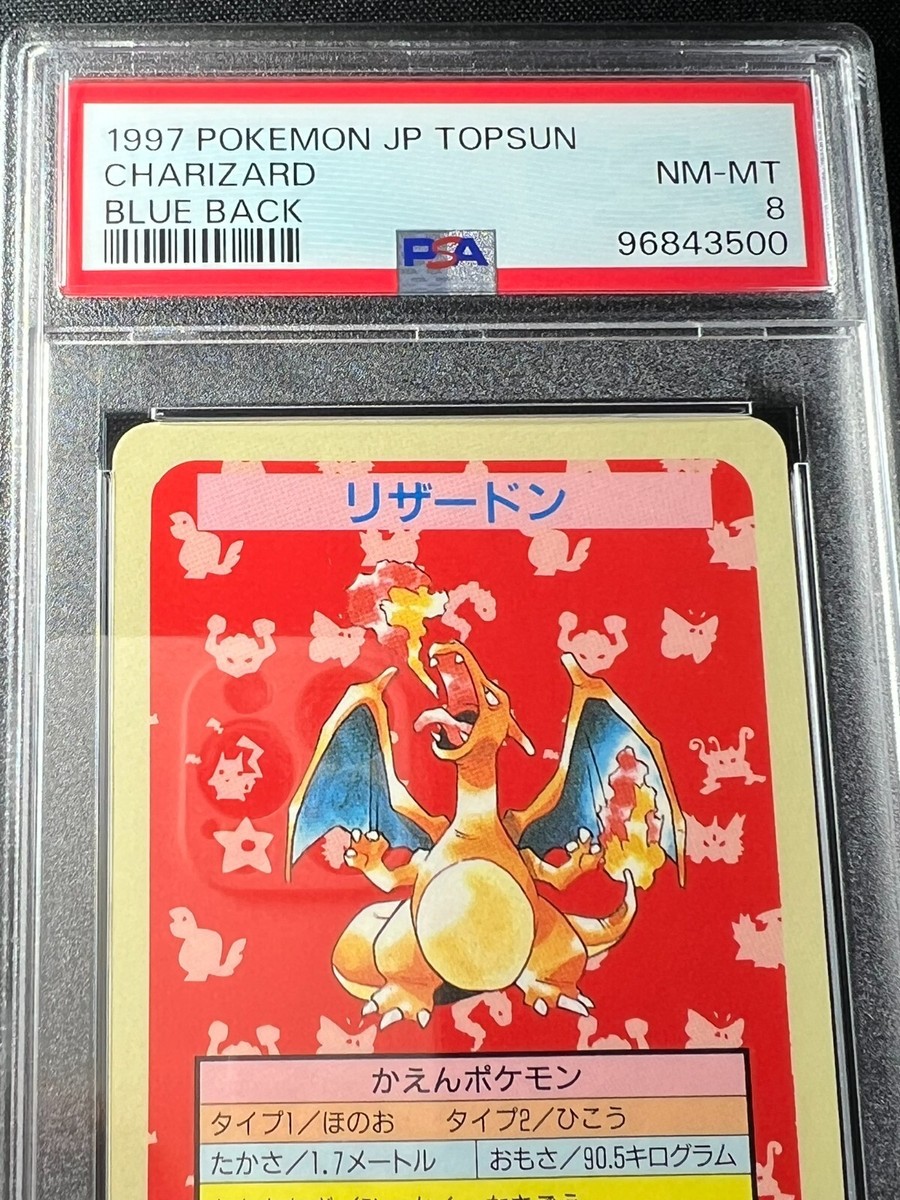 1997 POKEMON JP TOPSUN
CHARIZARD
NM-MT
BLUE BACK
8
PSA
96843500
リザードン
かえんポケモン
タイプ1/ほのお タイプ2/ひこう
たかさ/1.7メートル おもさ/90.5キログラム